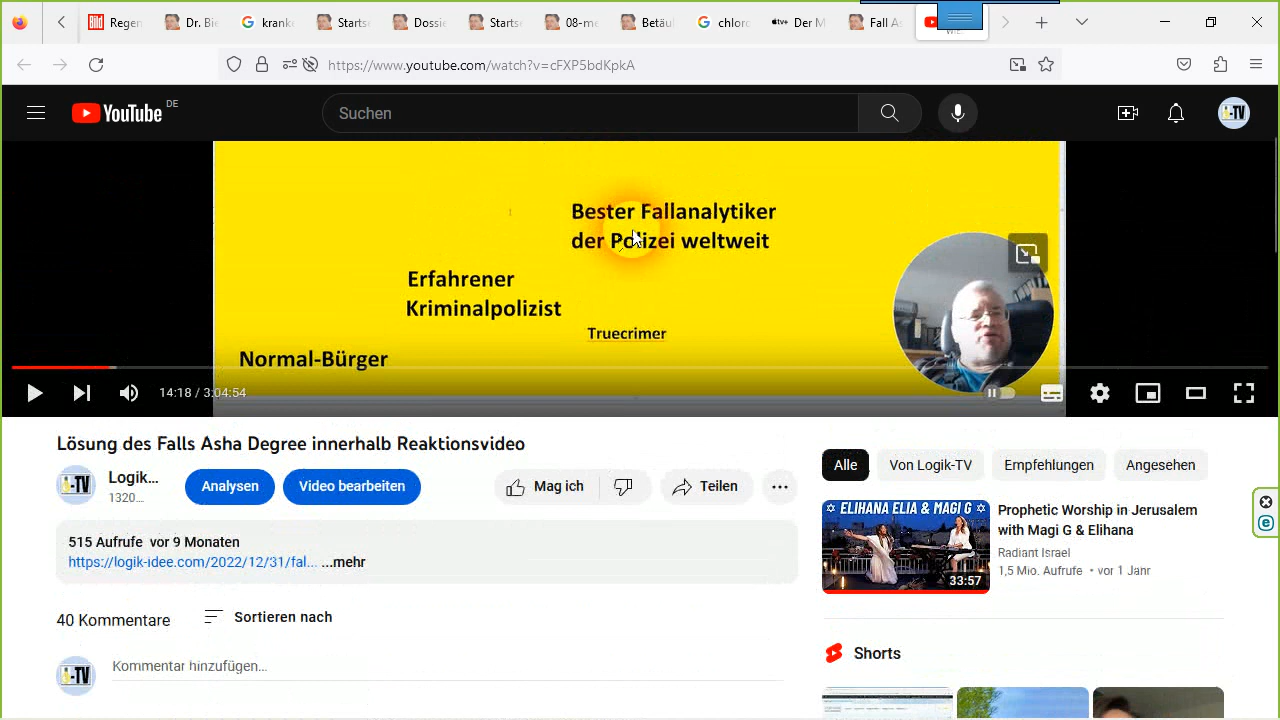 Regen
Dr. Bie
kranke
Starts
Dossie
Starts
08-me
Betäul
chlorc
Der M
Fall A
https://www.youtube.com/watch?v=cFXP5bdKpkA
YouTube DE
Suchen
Bester Fallanalytiker
der Polizei weltweit
Erfahrener
Kriminalpolizist
Truecrimer
Normal-Bürger
14:18 / 3:04:54
Lösung des Falls Asha Degree innerhalb Reaktionsvideo
Logik...
1320...
Analysen
Video bearbeiten
Mag ich
Teilen
515 Aufrufe vor 9 Monaten
https://logik-idee.com/2022/12/31/fal... ...mehr
40 Kommentare
Sortieren nach
Kommentar hinzufügen...
Alle
Von Logik-TV
Empfehlungen
Angesehen
ELIHANA ELIA & MAGI G
33:57
Prophetic Worship in Jerusalem
with Magi G & Elihana
Radiant Israel
1,5 Mio. Aufrufe • vor 1 Jahr
Shorts